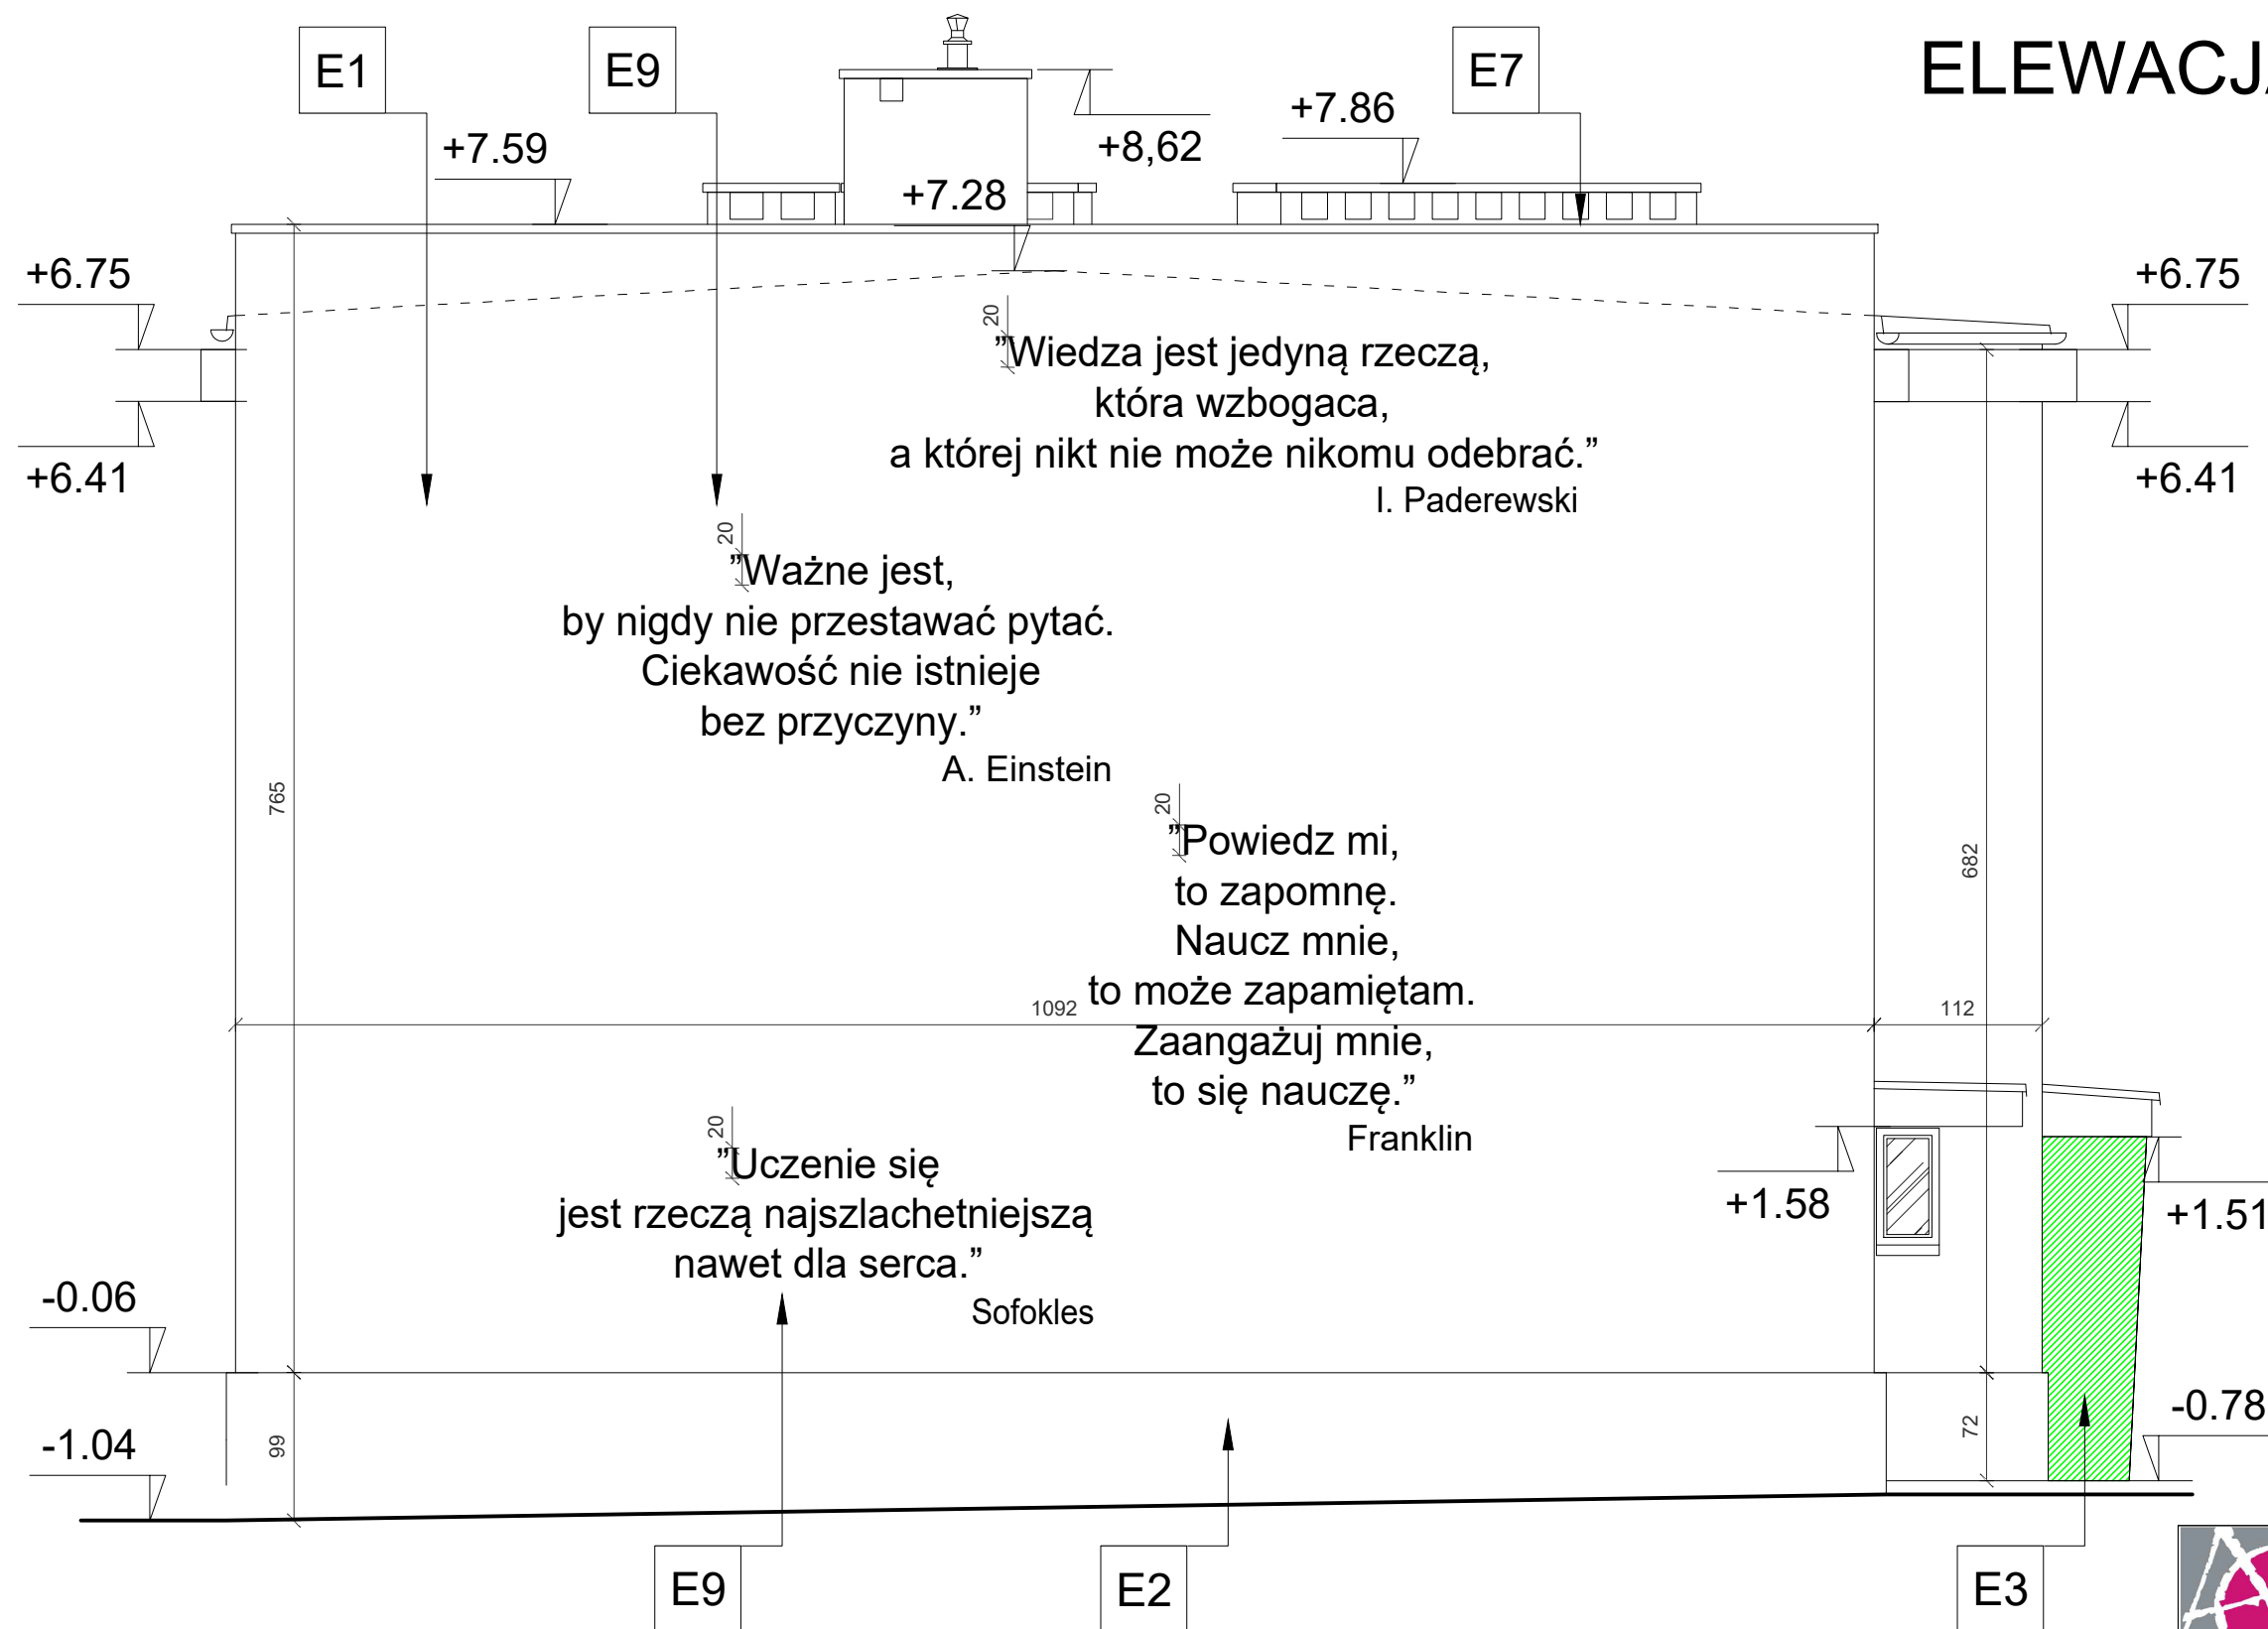 E1
E9
E7
ELEWACJA
+7.59
+8,62
+7.86
+7.28
+6.75
+6.75
+6.41
+6.41
20
”Wiedza jest jedyną rzeczą,
która wzbogaca,
a której nikt nie może nikomu odebrać.”
I. Paderewski
20
”Ważne jest,
by nigdy nie przestawać pytać.
Ciekawość nie istnieje
bez przyczyny.”
A. Einstein
765
682
20
”Powiedz mi,
to zapomnę.
Naucz mnie,
to może zapamiętam.
Zaangażuj mnie,
to się nauczę.”
Franklin
1092
112
20
”Uczenie się
jest rzeczą najszlachetniejszą
nawet dla serca.”
Sofokles
+1.58
+1.51
-0.06
-1.04
99
72
-0.78
E9
E2
E3